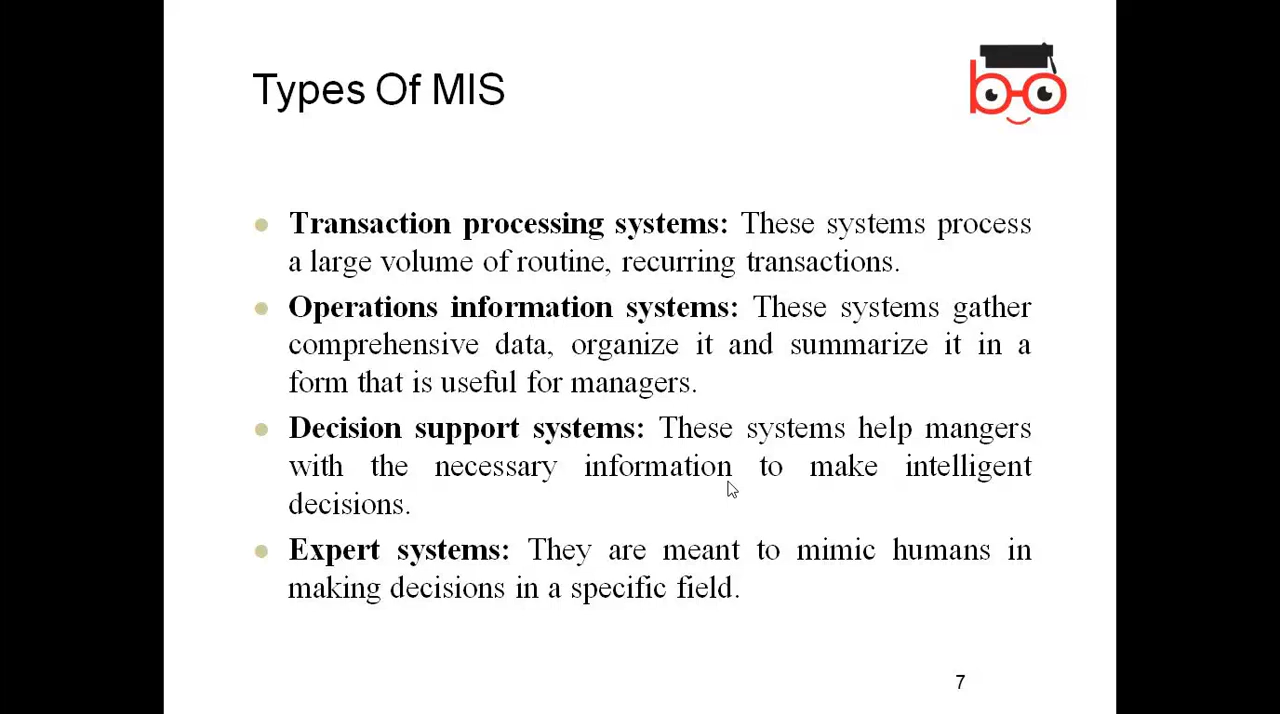 Types Of MIS
Transaction processing systems: These systems process
a large volume of routine, recurring transactions.
Operations information systems: These systems gather
comprehensive data, organize it and summarize it in a
form that is useful for managers.
Decision support systems: These systems help mangers
with the necessary information to make intelligent
decisions.
Expert systems: They are meant to mimic humans in
making decisions in a specific field.
7